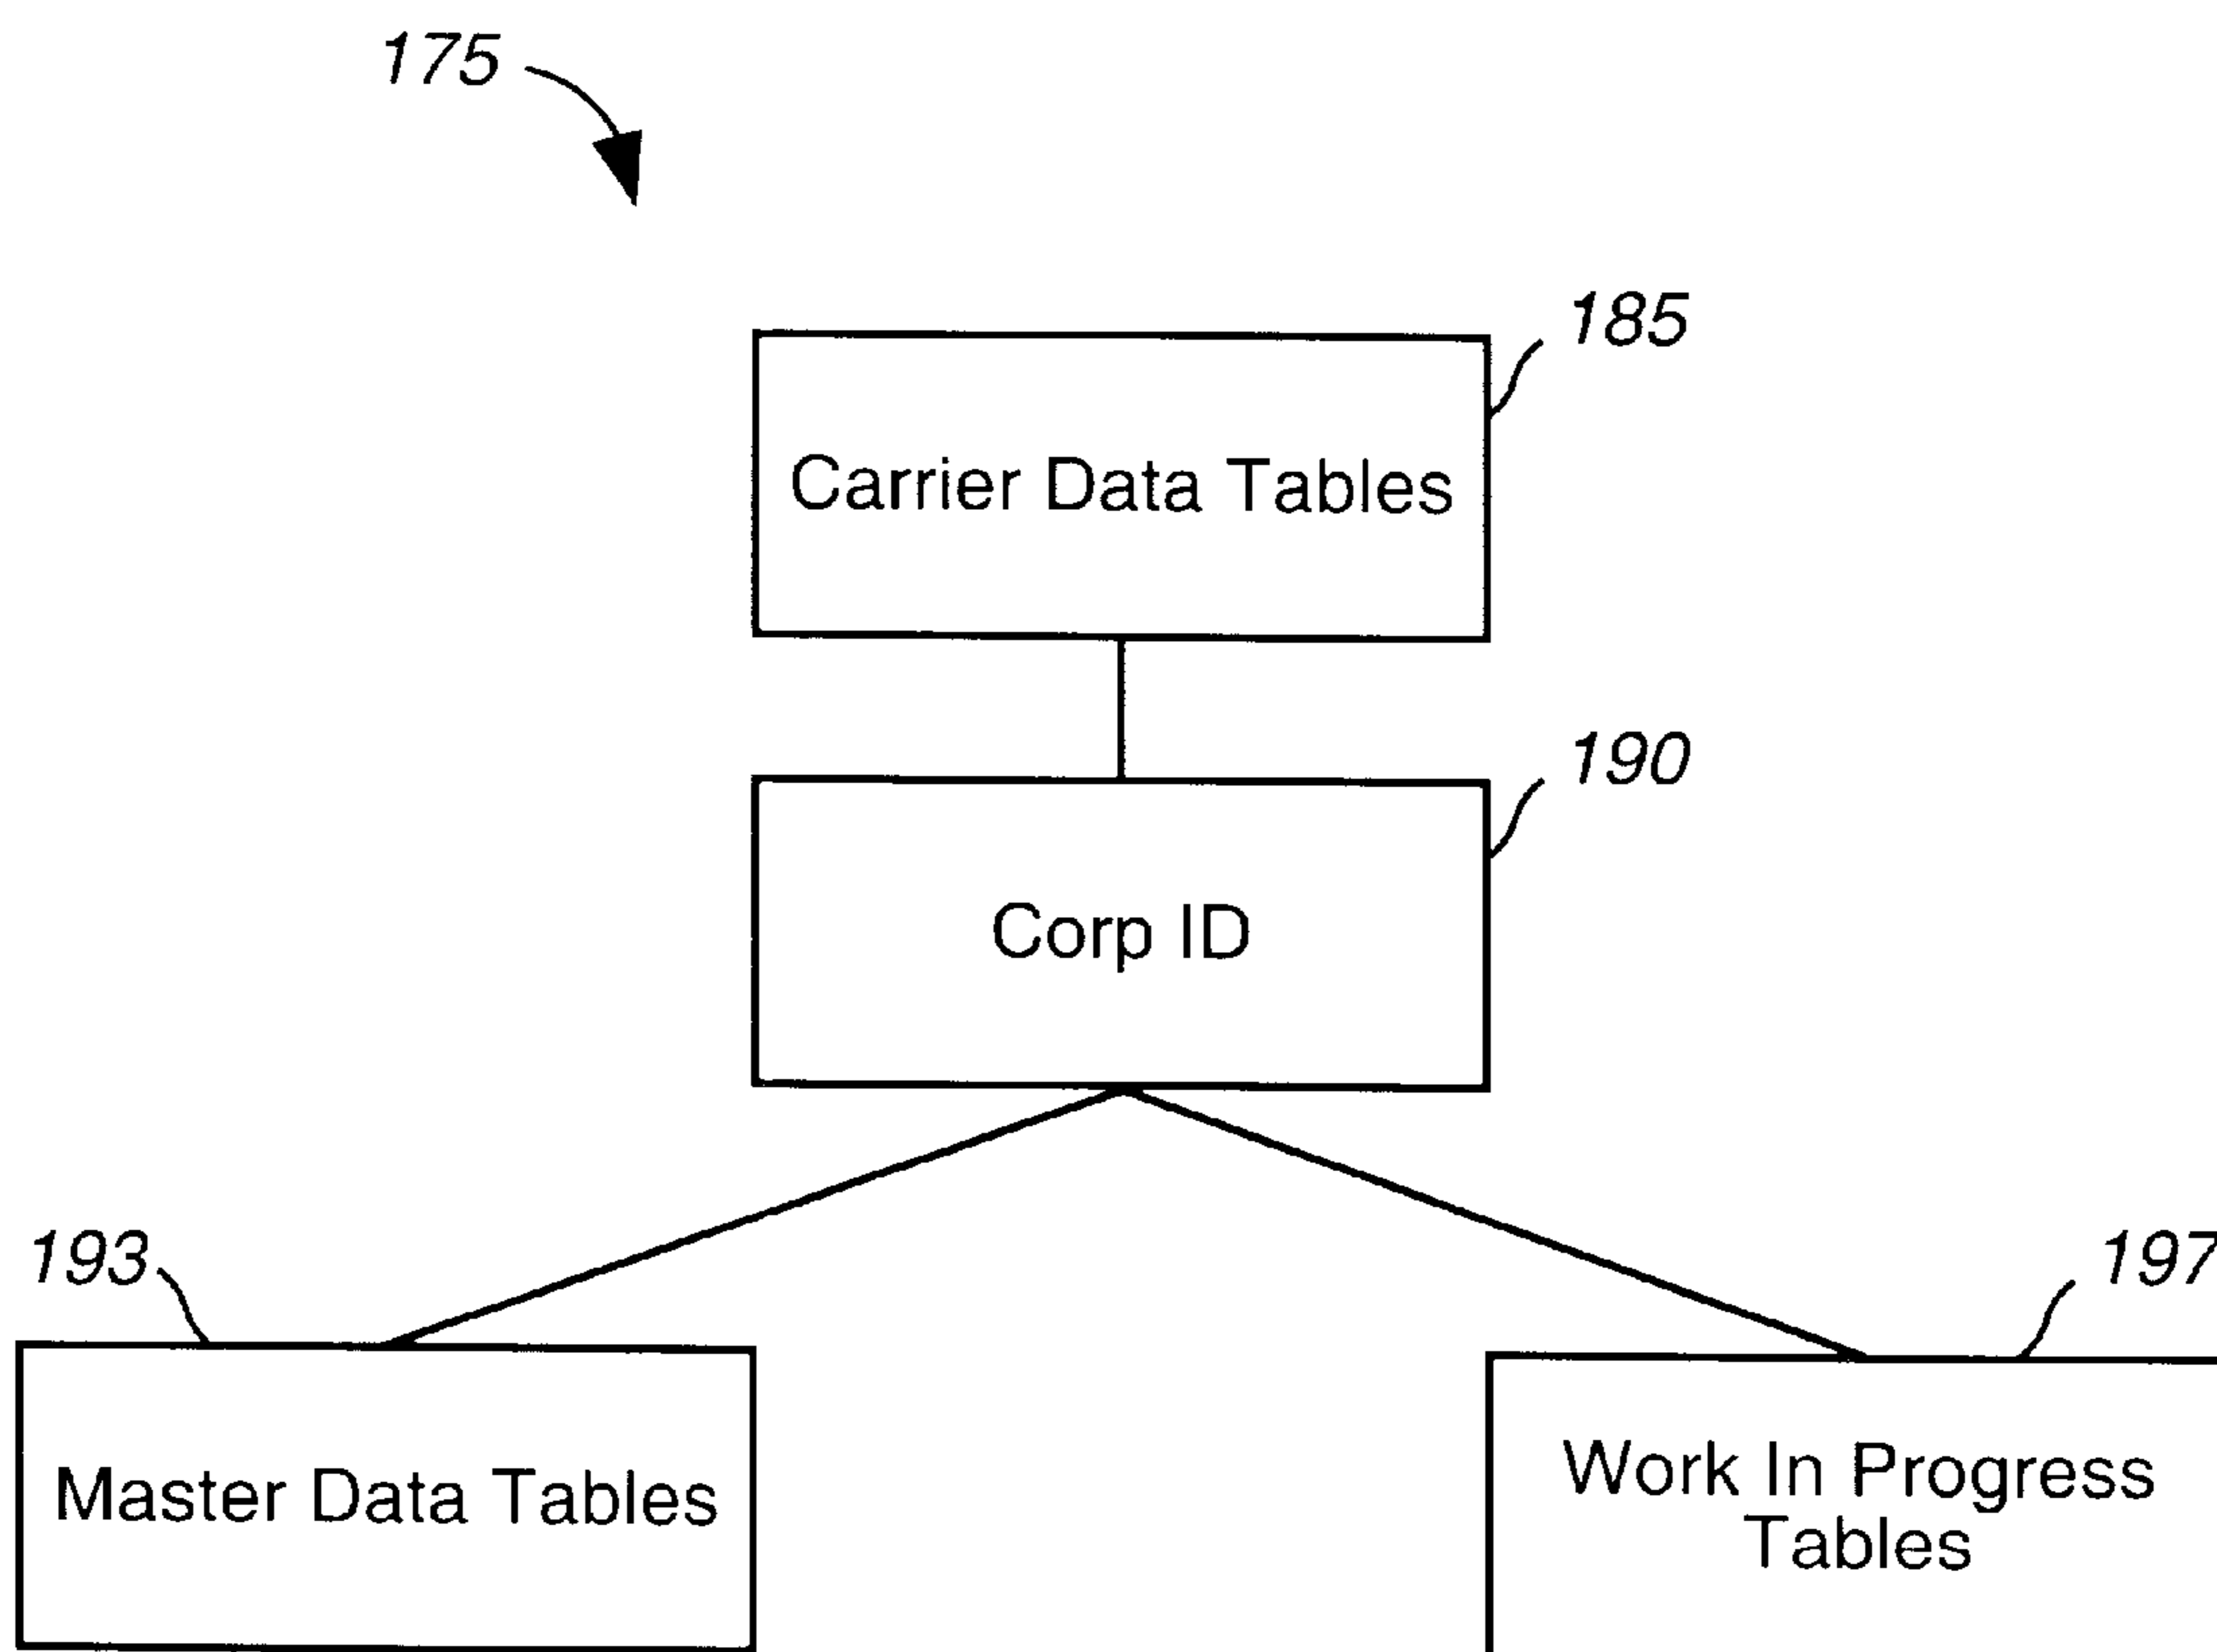 175
185
Carrier Data Tables
190
Corp ID
193
197
Master Data Tables
Work In Progress
Tables